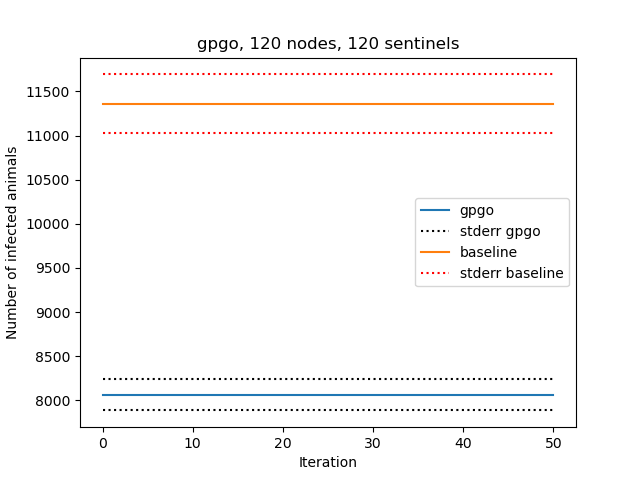 gpgo, 120 nodes, 120 sentinels
11500
11000
10500
10000
9500
9000
8500
8000
Number of infected animals
gpgo
stderr gpgo
baseline
stderr baseline
0 10 20 30 40 50
Iteration